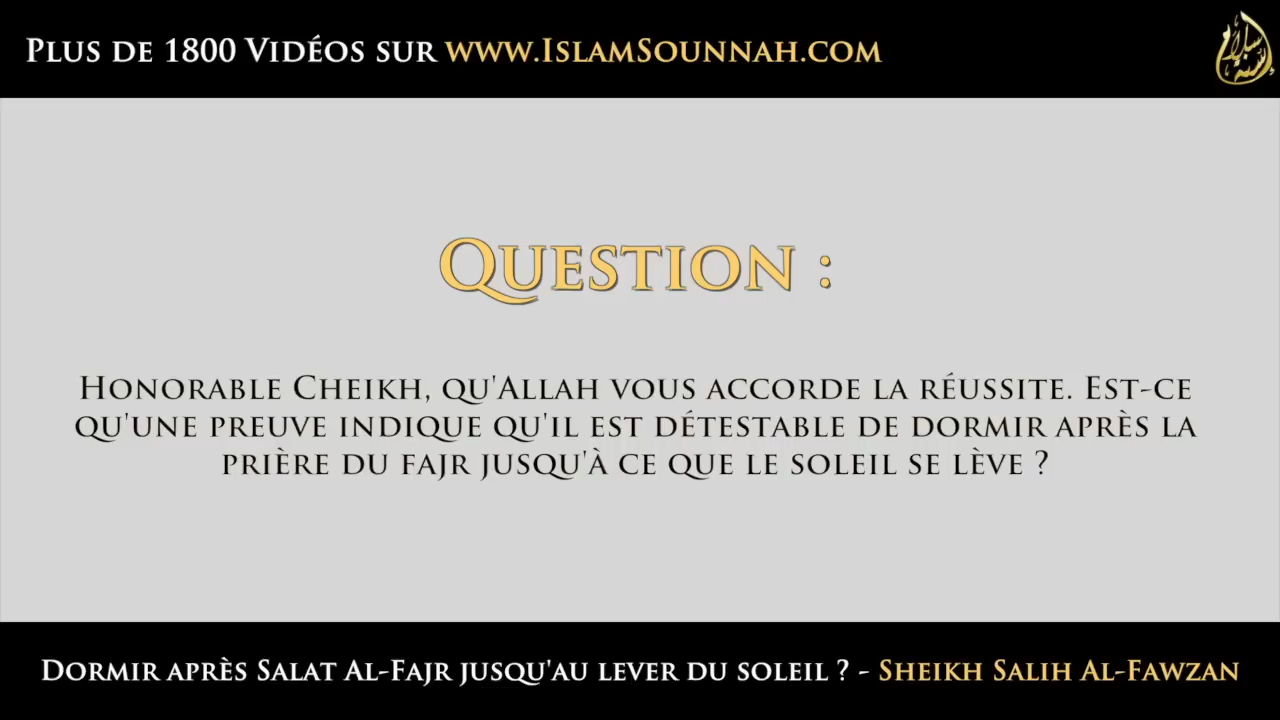 Plus de 1800 Vidéos sur www.IslamSounnah.com
Question :
Honorable Cheikh, qu'Allah vous accorde la réussite. Est-ce
qu'une preuve indique qu'il est détestable de dormir après la
prière du fajr jusqu'à ce que le soleil se lève ?
Dormir après Salat Al-Fajr jusqu'au lever du soleil ? - Sheikh Salih Al-Fawzan